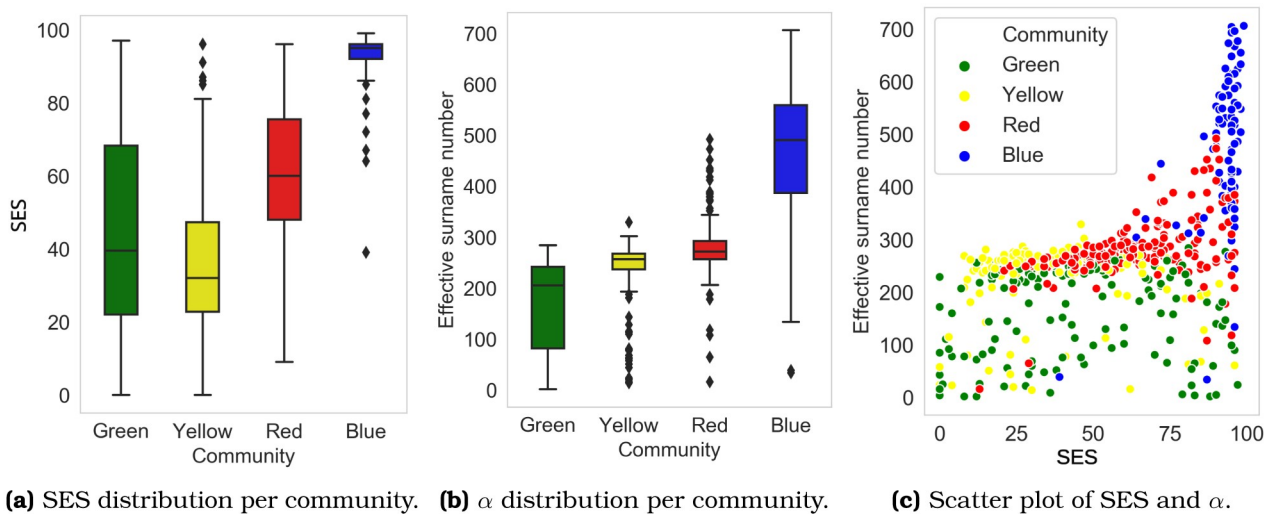 100
80
60
40
20
0
SES
Green Yellow Red Blue
Community
(a) SES distribution per community.
700
600
500
400
300
200
100
0
Effective surname number
Green Yellow Red Blue
Community
(b) α distribution per community.
700
600
500
400
300
200
100
0
Effective surname number
Community
Green
Yellow
Red
Blue
0 25 50 75 100
SES
(c) Scatter plot of SES and α.